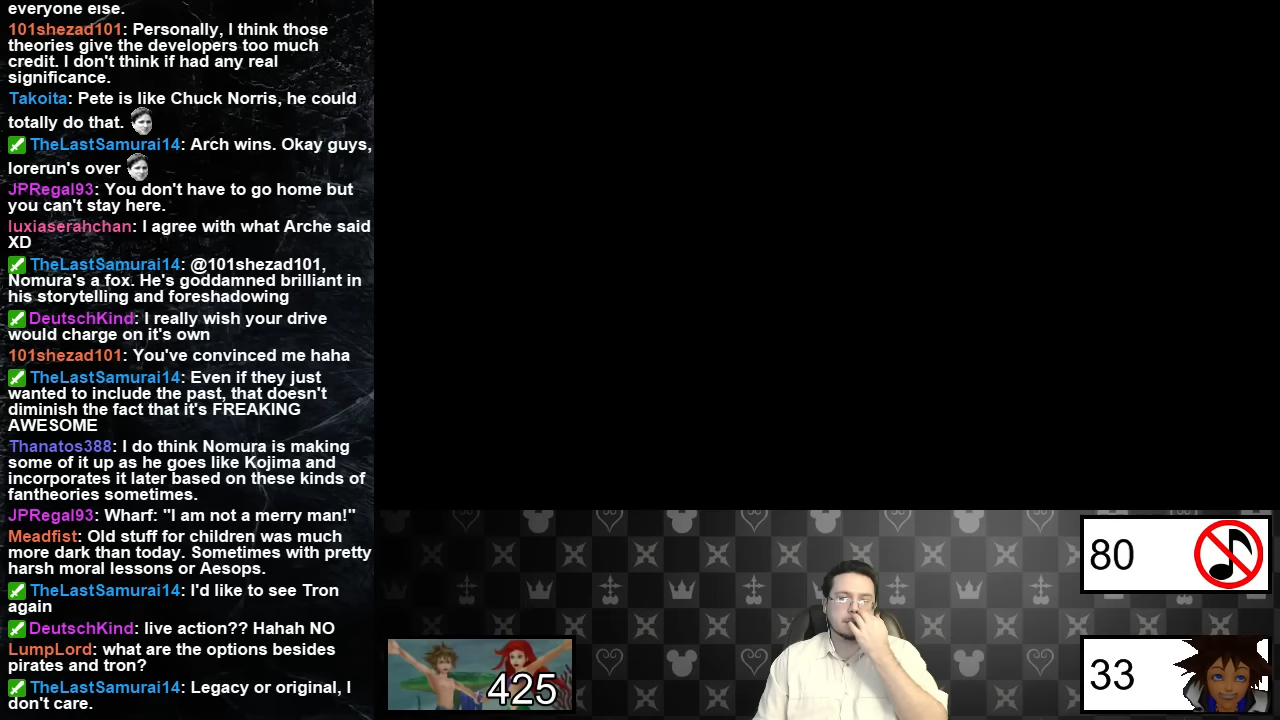 everyone else.
101shezad101: Personally, I think those
theories give the developers too much
credit. I don't think if had any real
significance.
Takoita: Pete is like Chuck Norris, he could
totally do that.
TheLastSamurai14: Arch wins. Okay guys,
lorerun's over
JPRegal93: You don't have to go home but
you can't stay here.
luxiaserahchan: I agree with what Arche said
XD
TheLastSamurai14: @101shezad101,
Nomura's a fox. He's goddamned brilliant in
his storytelling and foreshadowing
DeutschKind: I really wish your drive
would charge on it's own
101shezad101: You've convinced me haha
TheLastSamurai14: Even if they just
wanted to include the past, that doesn't
diminish the fact that it's FREAKING
AWESOME
Thanatos388: I do think Nomura is making
some of it up as he goes like Kojima and
incorporates it later based on these kinds of
fantheories sometimes.
JPRegal93: Wharf: "I am not a merry man!"
Meadfist: Old stuff for children was much
more dark than today. Sometimes with pretty
harsh moral lessons or Aesops.
TheLastSamurai14: I'd like to see Tron
again
DeutschKind: live action?? Hahah NO
LumpLord: what are the options besides
pirates and tron?
TheLastSamurai14: Legacy or original, I
don't care.
425
80
33